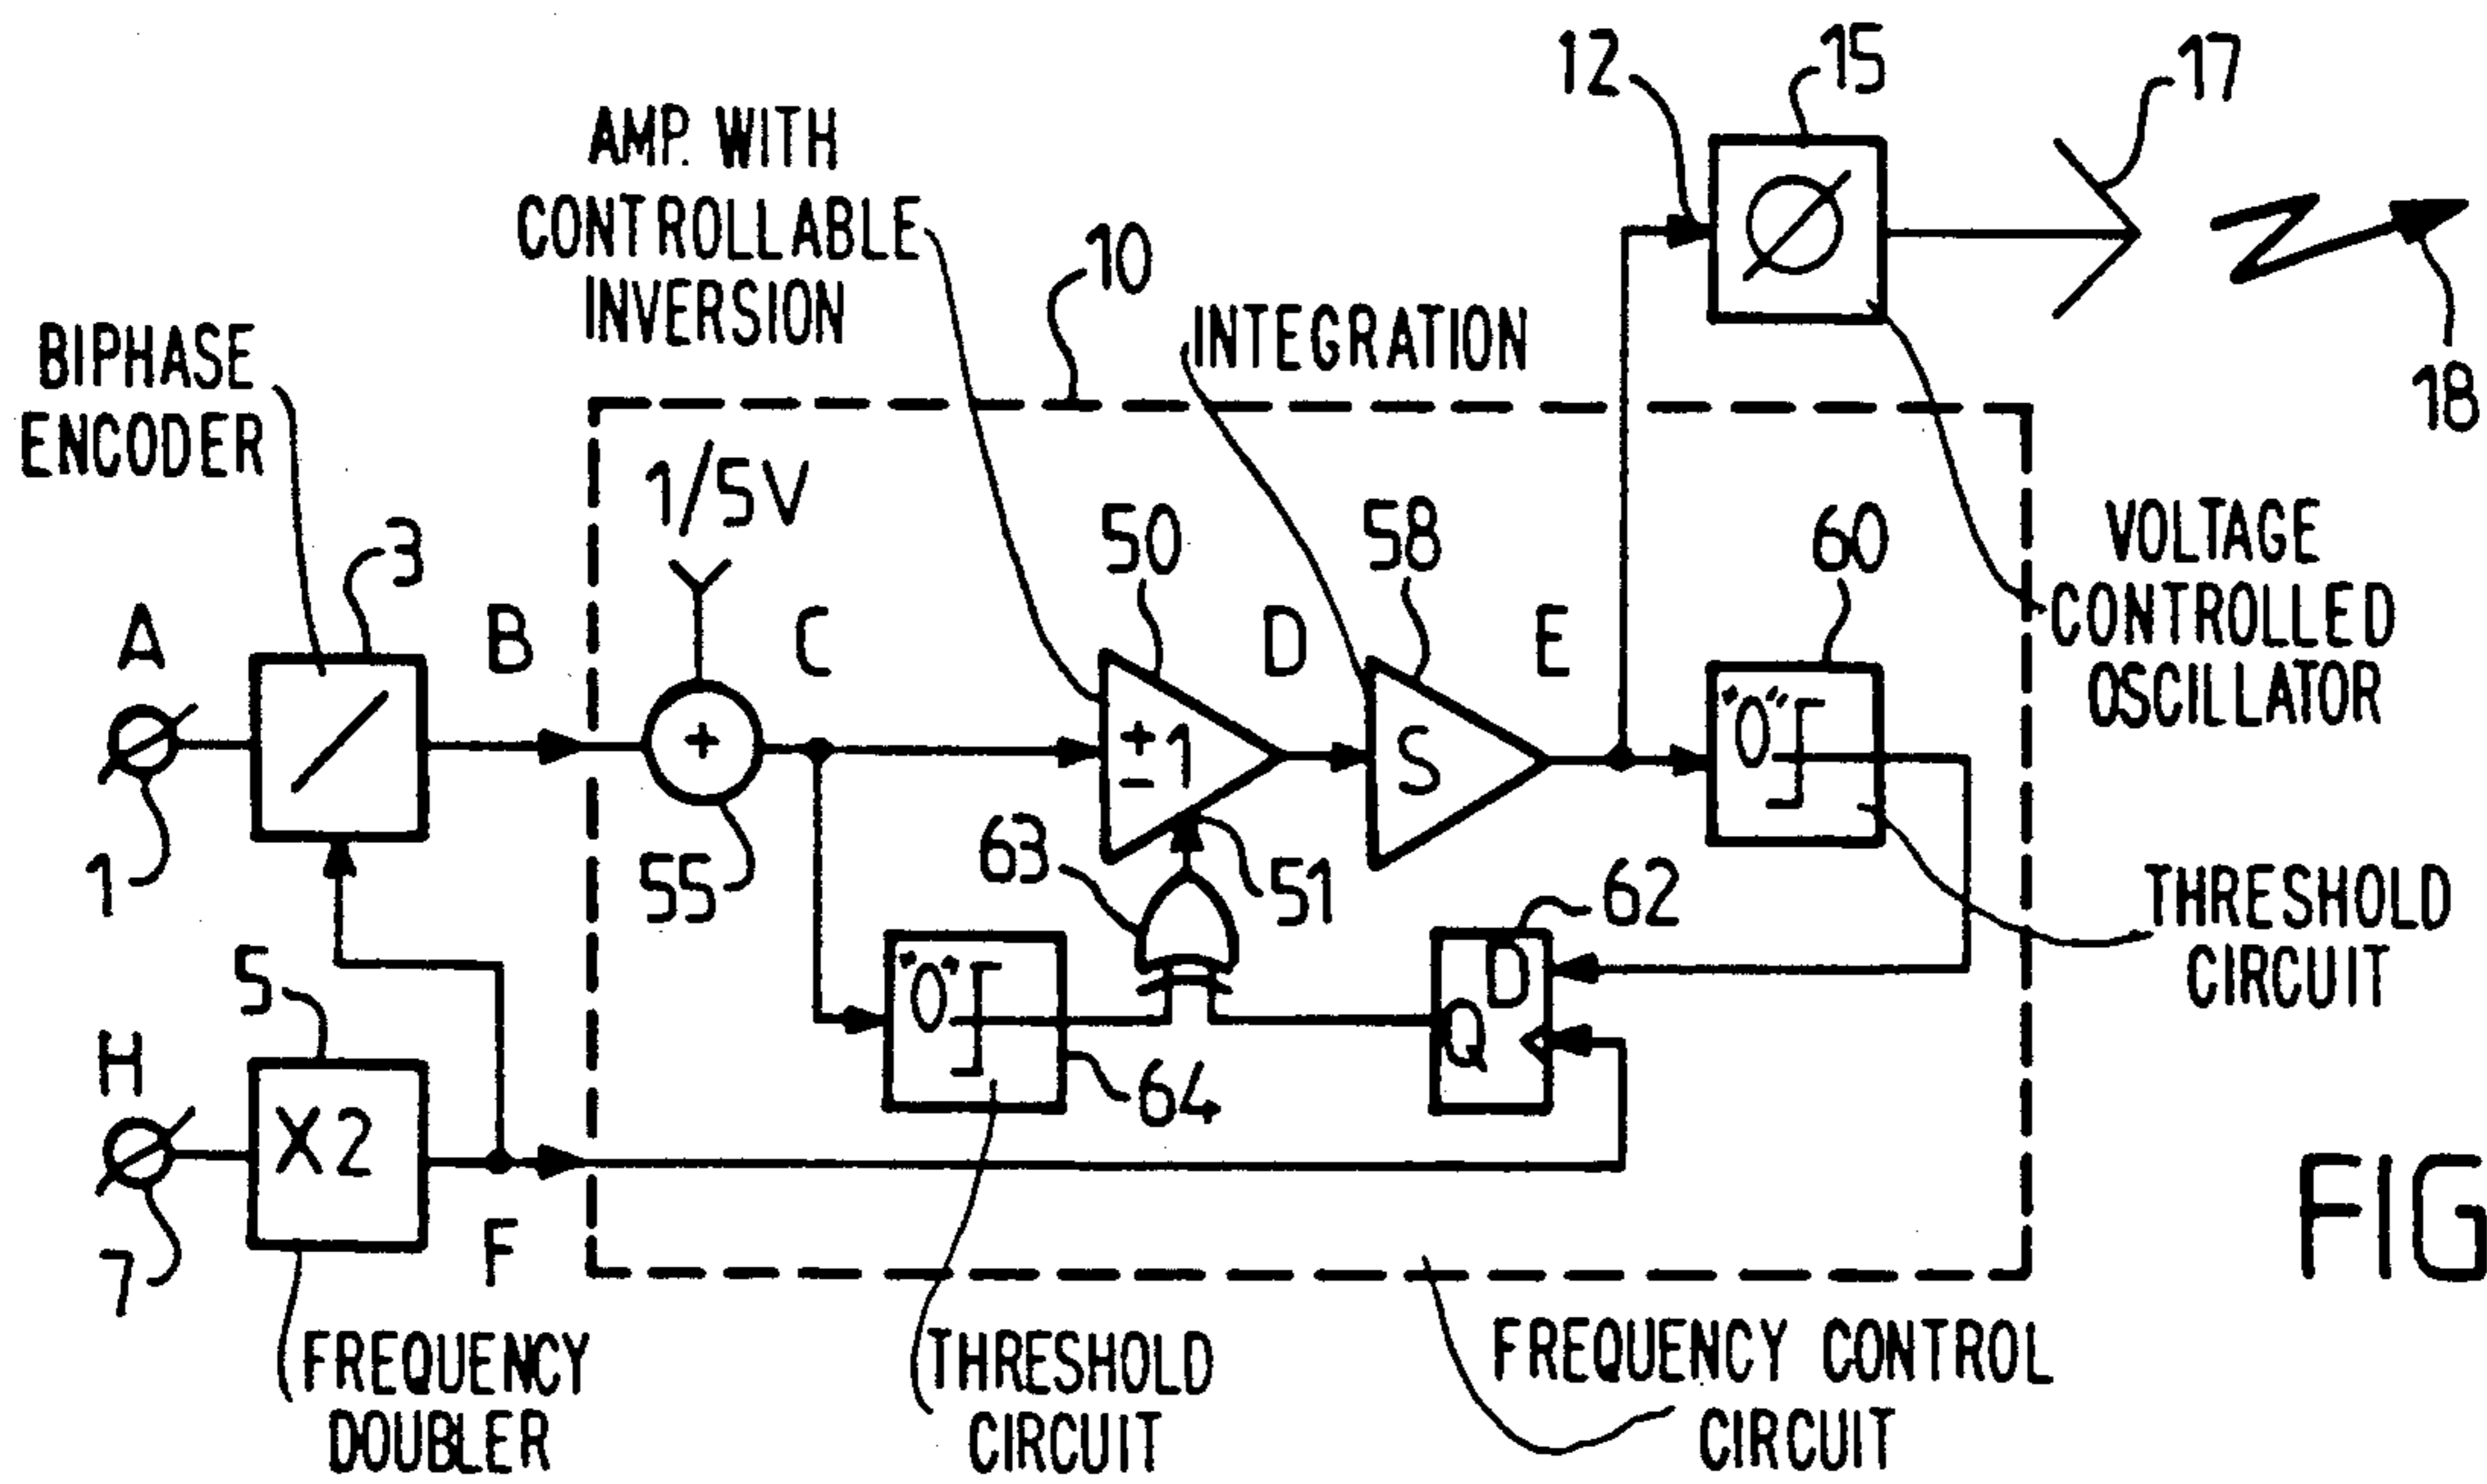 12
15
17
AMP. WITH
CONTROLLABLE
INVERSION
10
INTEGRATION
18
BIPHASE
ENCODER
1/5V
3
50
58
60
VOLTAGE
CONTROLLED
OSCILLATOR
A
B
C
D
E
+
± 1
S
"0"
1
55
63
51
62
THRESHOLD
CIRCUIT
5
"0"
D
Q
H
X2
64
7
F
FIG
FREQUENCY
DOUBLER
THRESHOLD
CIRCUIT
FREQUENCY CONTROL
CIRCUIT